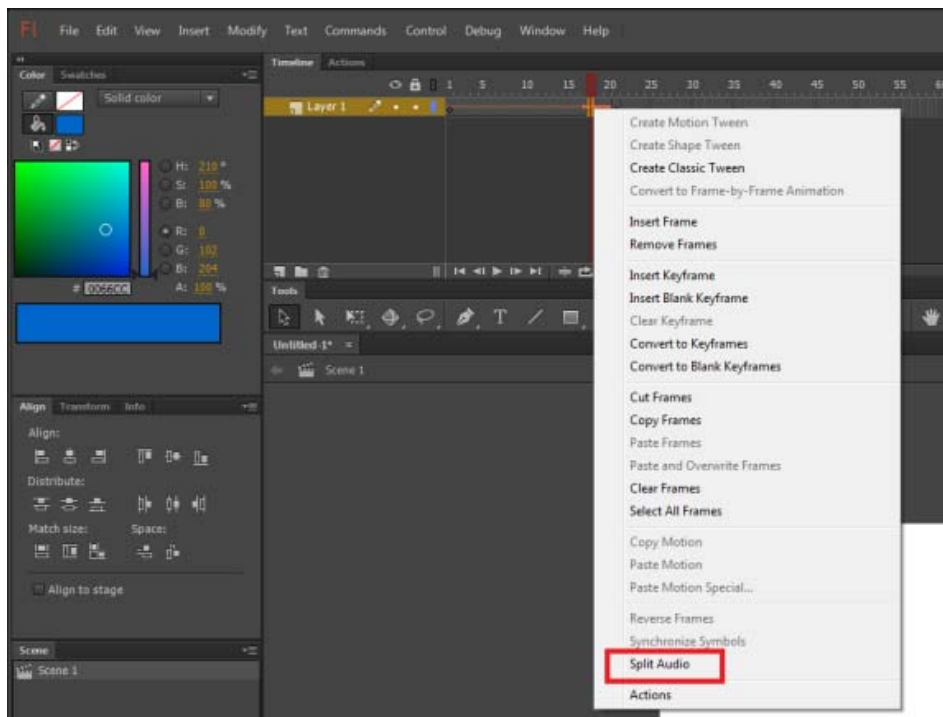 Fl File Edit View Insert Modify Text Commands Control Debug Window Help
Color Swatches
Solid color
H: 210 °
S: 100 %
B: 80 %
R: 0
G: 102
B: 204
# 0066CC A: 100 %
Align Transform Info
Align:
Distribute:
Match size: Space:
Align to stage
Scene
Scene 1
Timeline Actions
1 5 10 15 20 25 30 35 40 45 50 55
Layer 1
Tools
T
Untitled-1* ×
Scene 1
Create Motion Tween
Create Shape Tween
Create Classic Tween
Convert to Frame-by-Frame Animation
Insert Frame
Remove Frames
Insert Keyframe
Insert Blank Keyframe
Clear Keyframe
Convert to Keyframes
Convert to Blank Keyframes
Cut Frames
Copy Frames
Paste Frames
Paste and Overwrite Frames
Clear Frames
Select All Frames
Copy Motion
Paste Motion
Paste Motion Special...
Reverse Frames
Synchronize Symbols
Split Audio
Actions